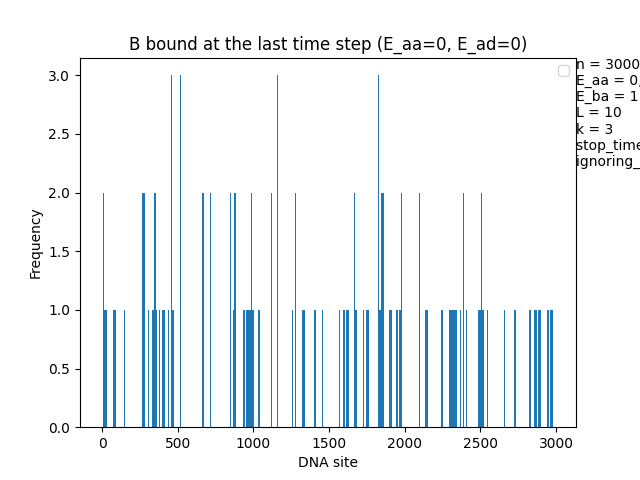 B bound at the last time step (E_aa=0, E_ad=0)
3.0
2.5
2.0
1.5
1.0
0.5
0.0
Frequency
0
500
1000
1500
2000
2500
3000
DNA site
n = 3000
E_aa = 0,
E_ba = 1
L = 10
k = 3
stop_time
ignoring_